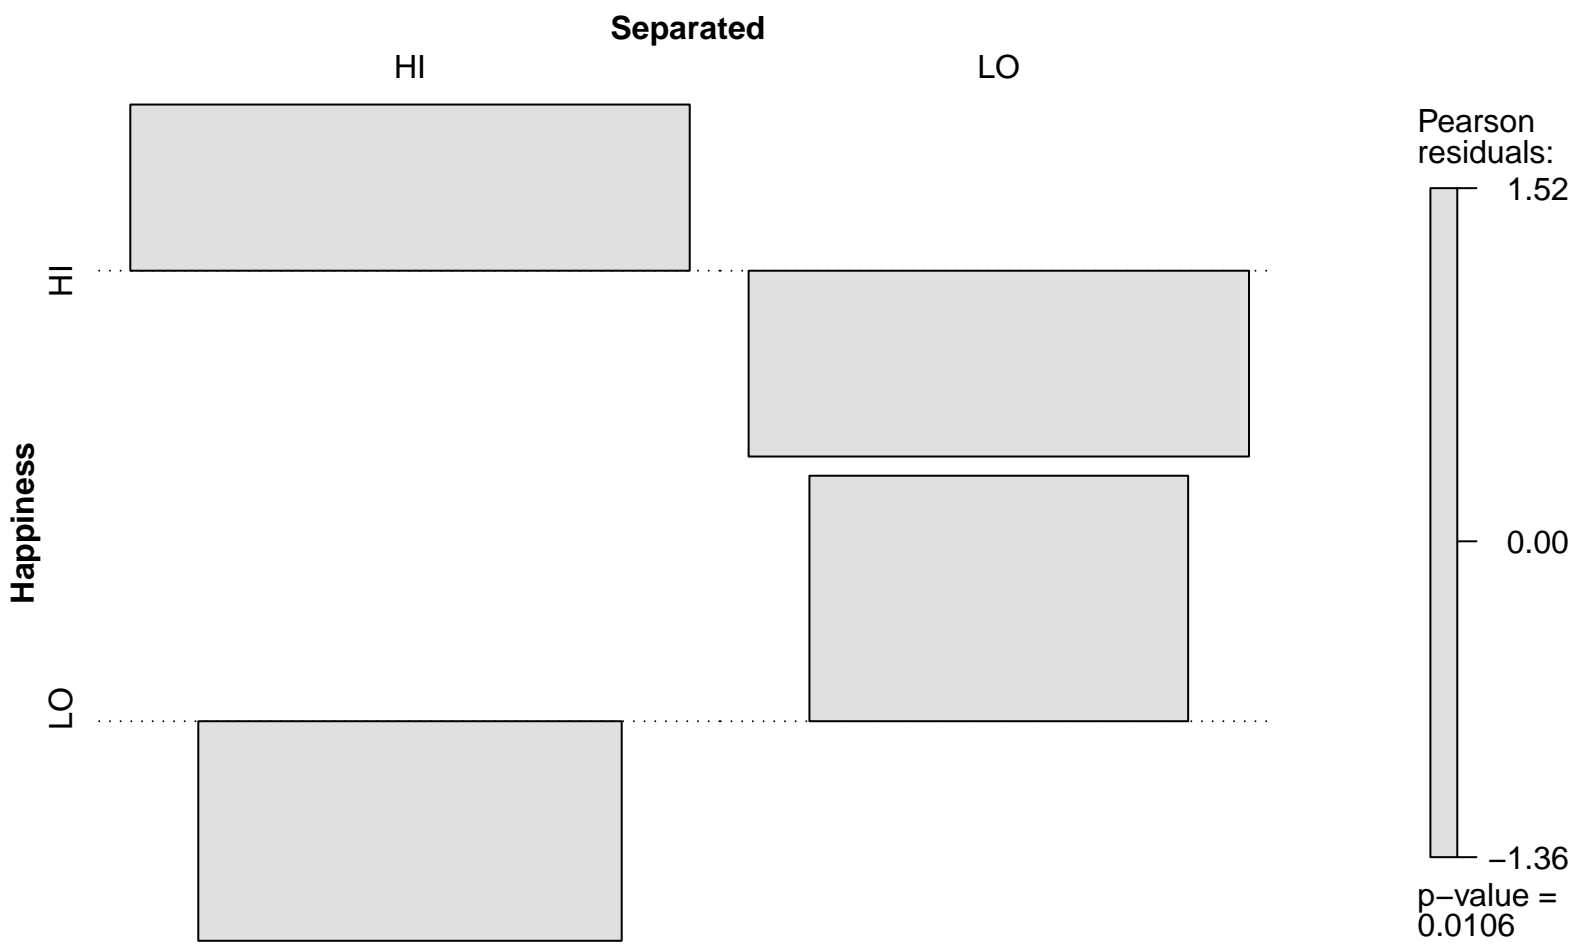 Separated
HI
LO
Happiness
HI
LO
Pearson
residuals:
1.52
0.00
−1.36
p−value =
0.0106